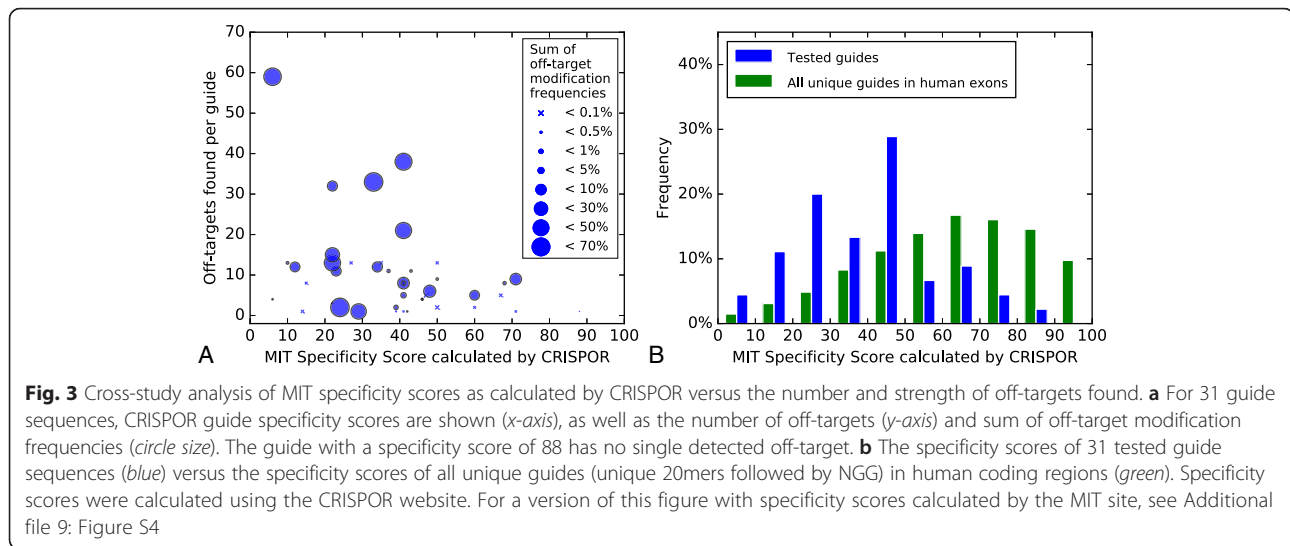 70
60
50
40
30
20
10
0
Off-targets found per guide
0 10 20 30 40 50 60 70 80 90 100
MIT Specificity Score calculated by CRISPOR
A
Sum of
off-target
modification
frequencies
< 0.1%
< 0.5%
< 1%
< 5%
< 10%
< 30%
< 50%
< 70%
40%
30%
20%
10%
0%
Frequency
Tested guides
All unique guides in human exons
10 20 30 40 50 60 70 80 90 100
MIT Specificity Score calculated by CRISPOR
B
Fig. 3 Cross-study analysis of MIT specificity scores as calculated by CRISPOR versus the number and strength of off-targets found. a For 31 guide
sequences, CRISPOR guide specificity scores are shown (x-axis), as well as the number of off-targets (y-axis) and sum of off-target modification
frequencies (circle size). The guide with a specificity score of 88 has no single detected off-target. b The specificity scores of 31 tested guide
sequences (blue) versus the specificity scores of all unique guides (unique 20mers followed by NGG) in human coding regions (green). Specificity
scores were calculated using the CRISPOR website. For a version of this figure with specificity scores calculated by the MIT site, see Additional
file 9: Figure S4